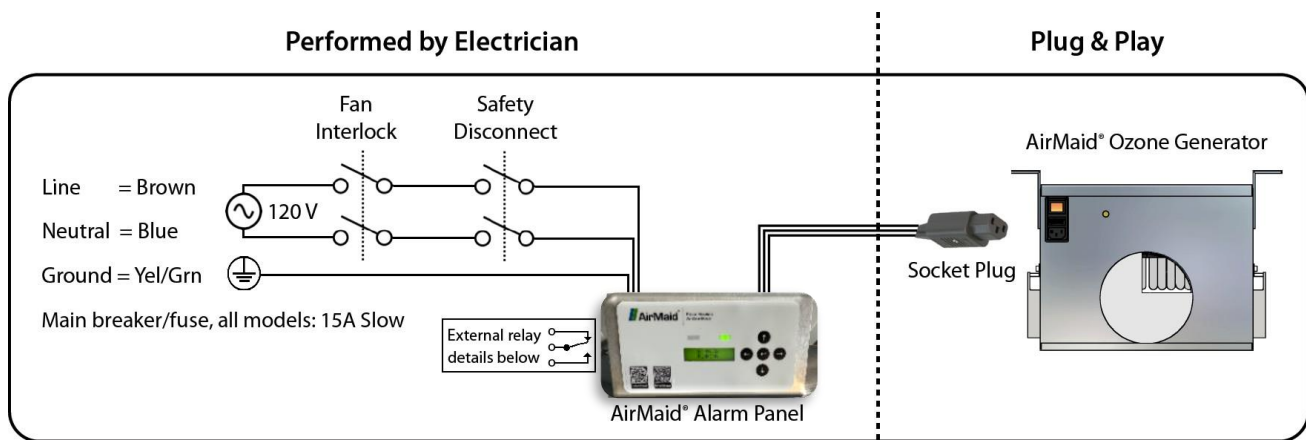 Performed by Electrician
Plug & Play
Fan
Interlock
Safety
Disconnect
Line = Brown
Neutral = Blue
Ground = Yel/Grn
120 V
Main breaker/fuse, all models: 15A Slow
External relay
details below
AirMaid
AirMaid® Alarm Panel
Socket Plug
AirMaid® Ozone Generator